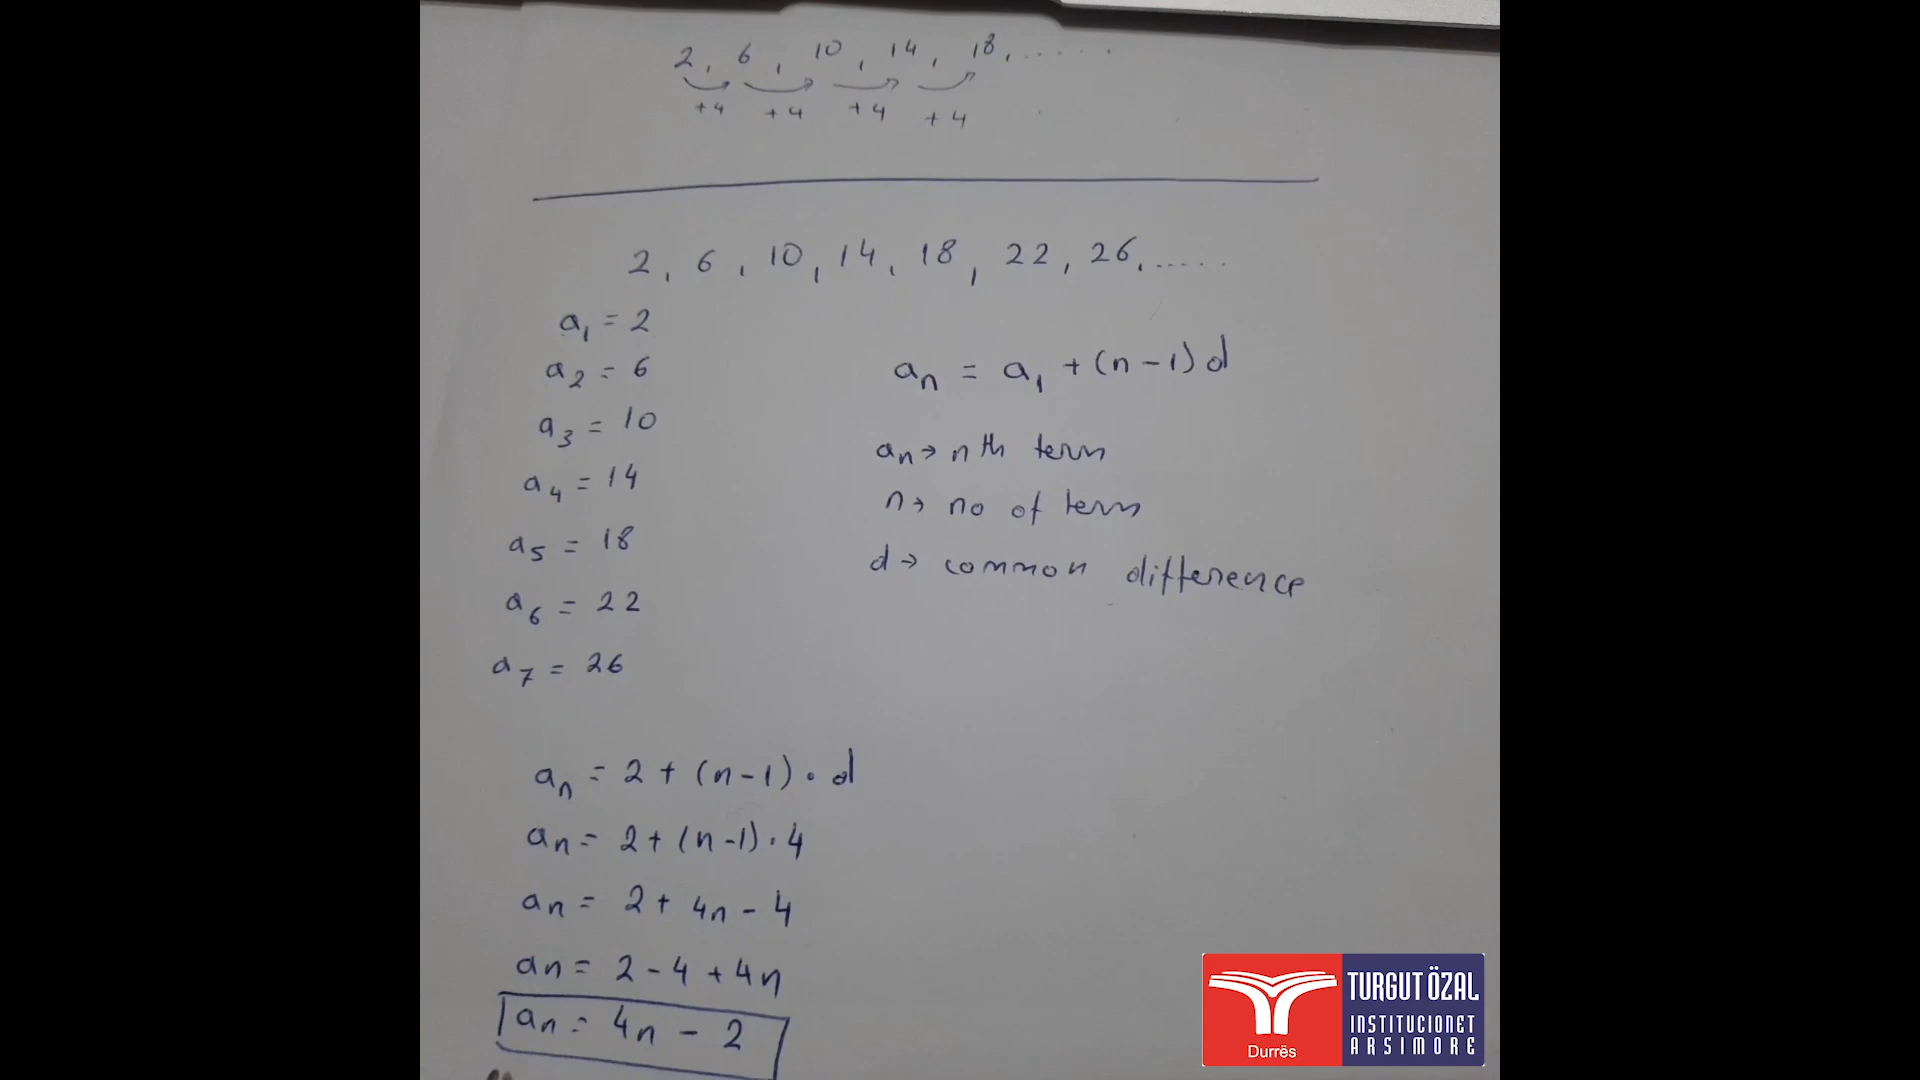 2, 6, 10, 14, 18, .....
+4 +4 +4 +4
2, 6, 10, 14, 18, 22, 26, .....
a₁ = 2
a₂ = 6
a₃ = 10
a₄ = 14
a₅ = 18
a₆ = 22
a₇ = 26
aₙ = a₁ + (n-1) d
aₙ → nth term
n → no of term
d → common difference
aₙ = 2 + (n-1) · d
aₙ = 2 + (n-1) · 4
aₙ = 2 + 4n - 4
aₙ = 2 - 4 + 4n
aₙ = 4n - 2
TURGUT ÖZAL
INSTITUCIONET
ARSIMORE
Durrës